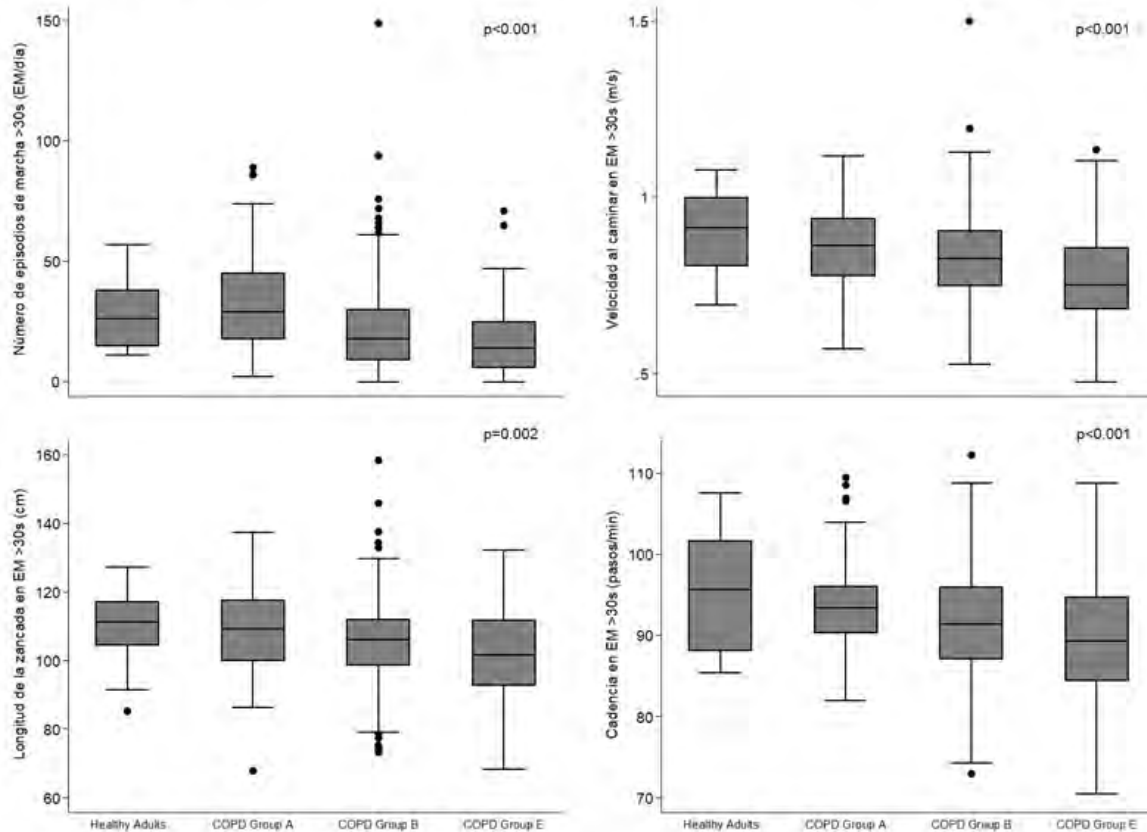 p<0.001
Número de episodios de marcha >30s (EM/día)
150
100
50
0
p<0.001
Velocidad al caminar en EM >30s (m/s)
1.5
1
.5
p=0.002
Longitud de la zancada en EM >30s (cm)
160
140
120
100
80
60
Healthy Adults
COPD Group A
COPD Group B
COPD Group E
p<0.001
Cadencia en EM >30s (pasos/min)
110
100
90
80
70
Healthy Adults
COPD Group A
COPD Group B
COPD Group E